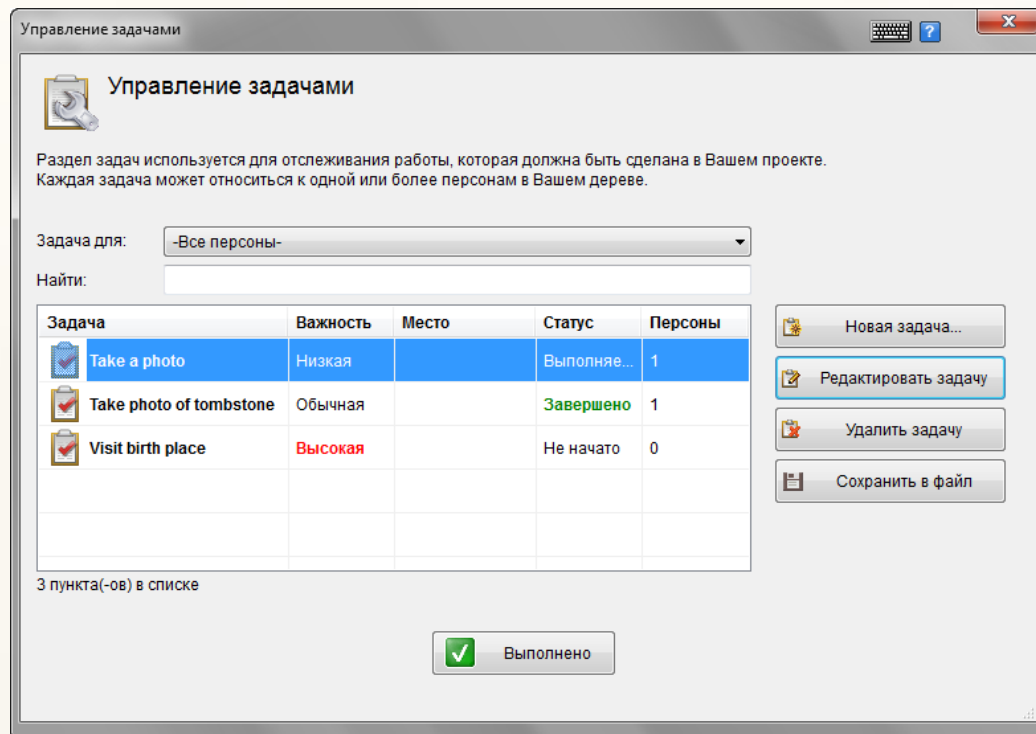 Управление задачами
?
Управление задачами
Раздел задач используется для отслеживания работы, которая должна быть сделана в Вашем проекте.
Каждая задача может относиться к одной или более персонам в Вашем дереве.
Задача для: -Все персоны-
Найти:
Задача Важность Место Статус Персоны
Take a photo Низкая Выполняе... 1
Take photo of tombstone Обычная Завершено 1
Visit birth place Высокая Не начато 0
Новая задача...
Редактировать задачу
Удалить задачу
Сохранить в файл
3 пункта(-ов) в списке
Выполнено